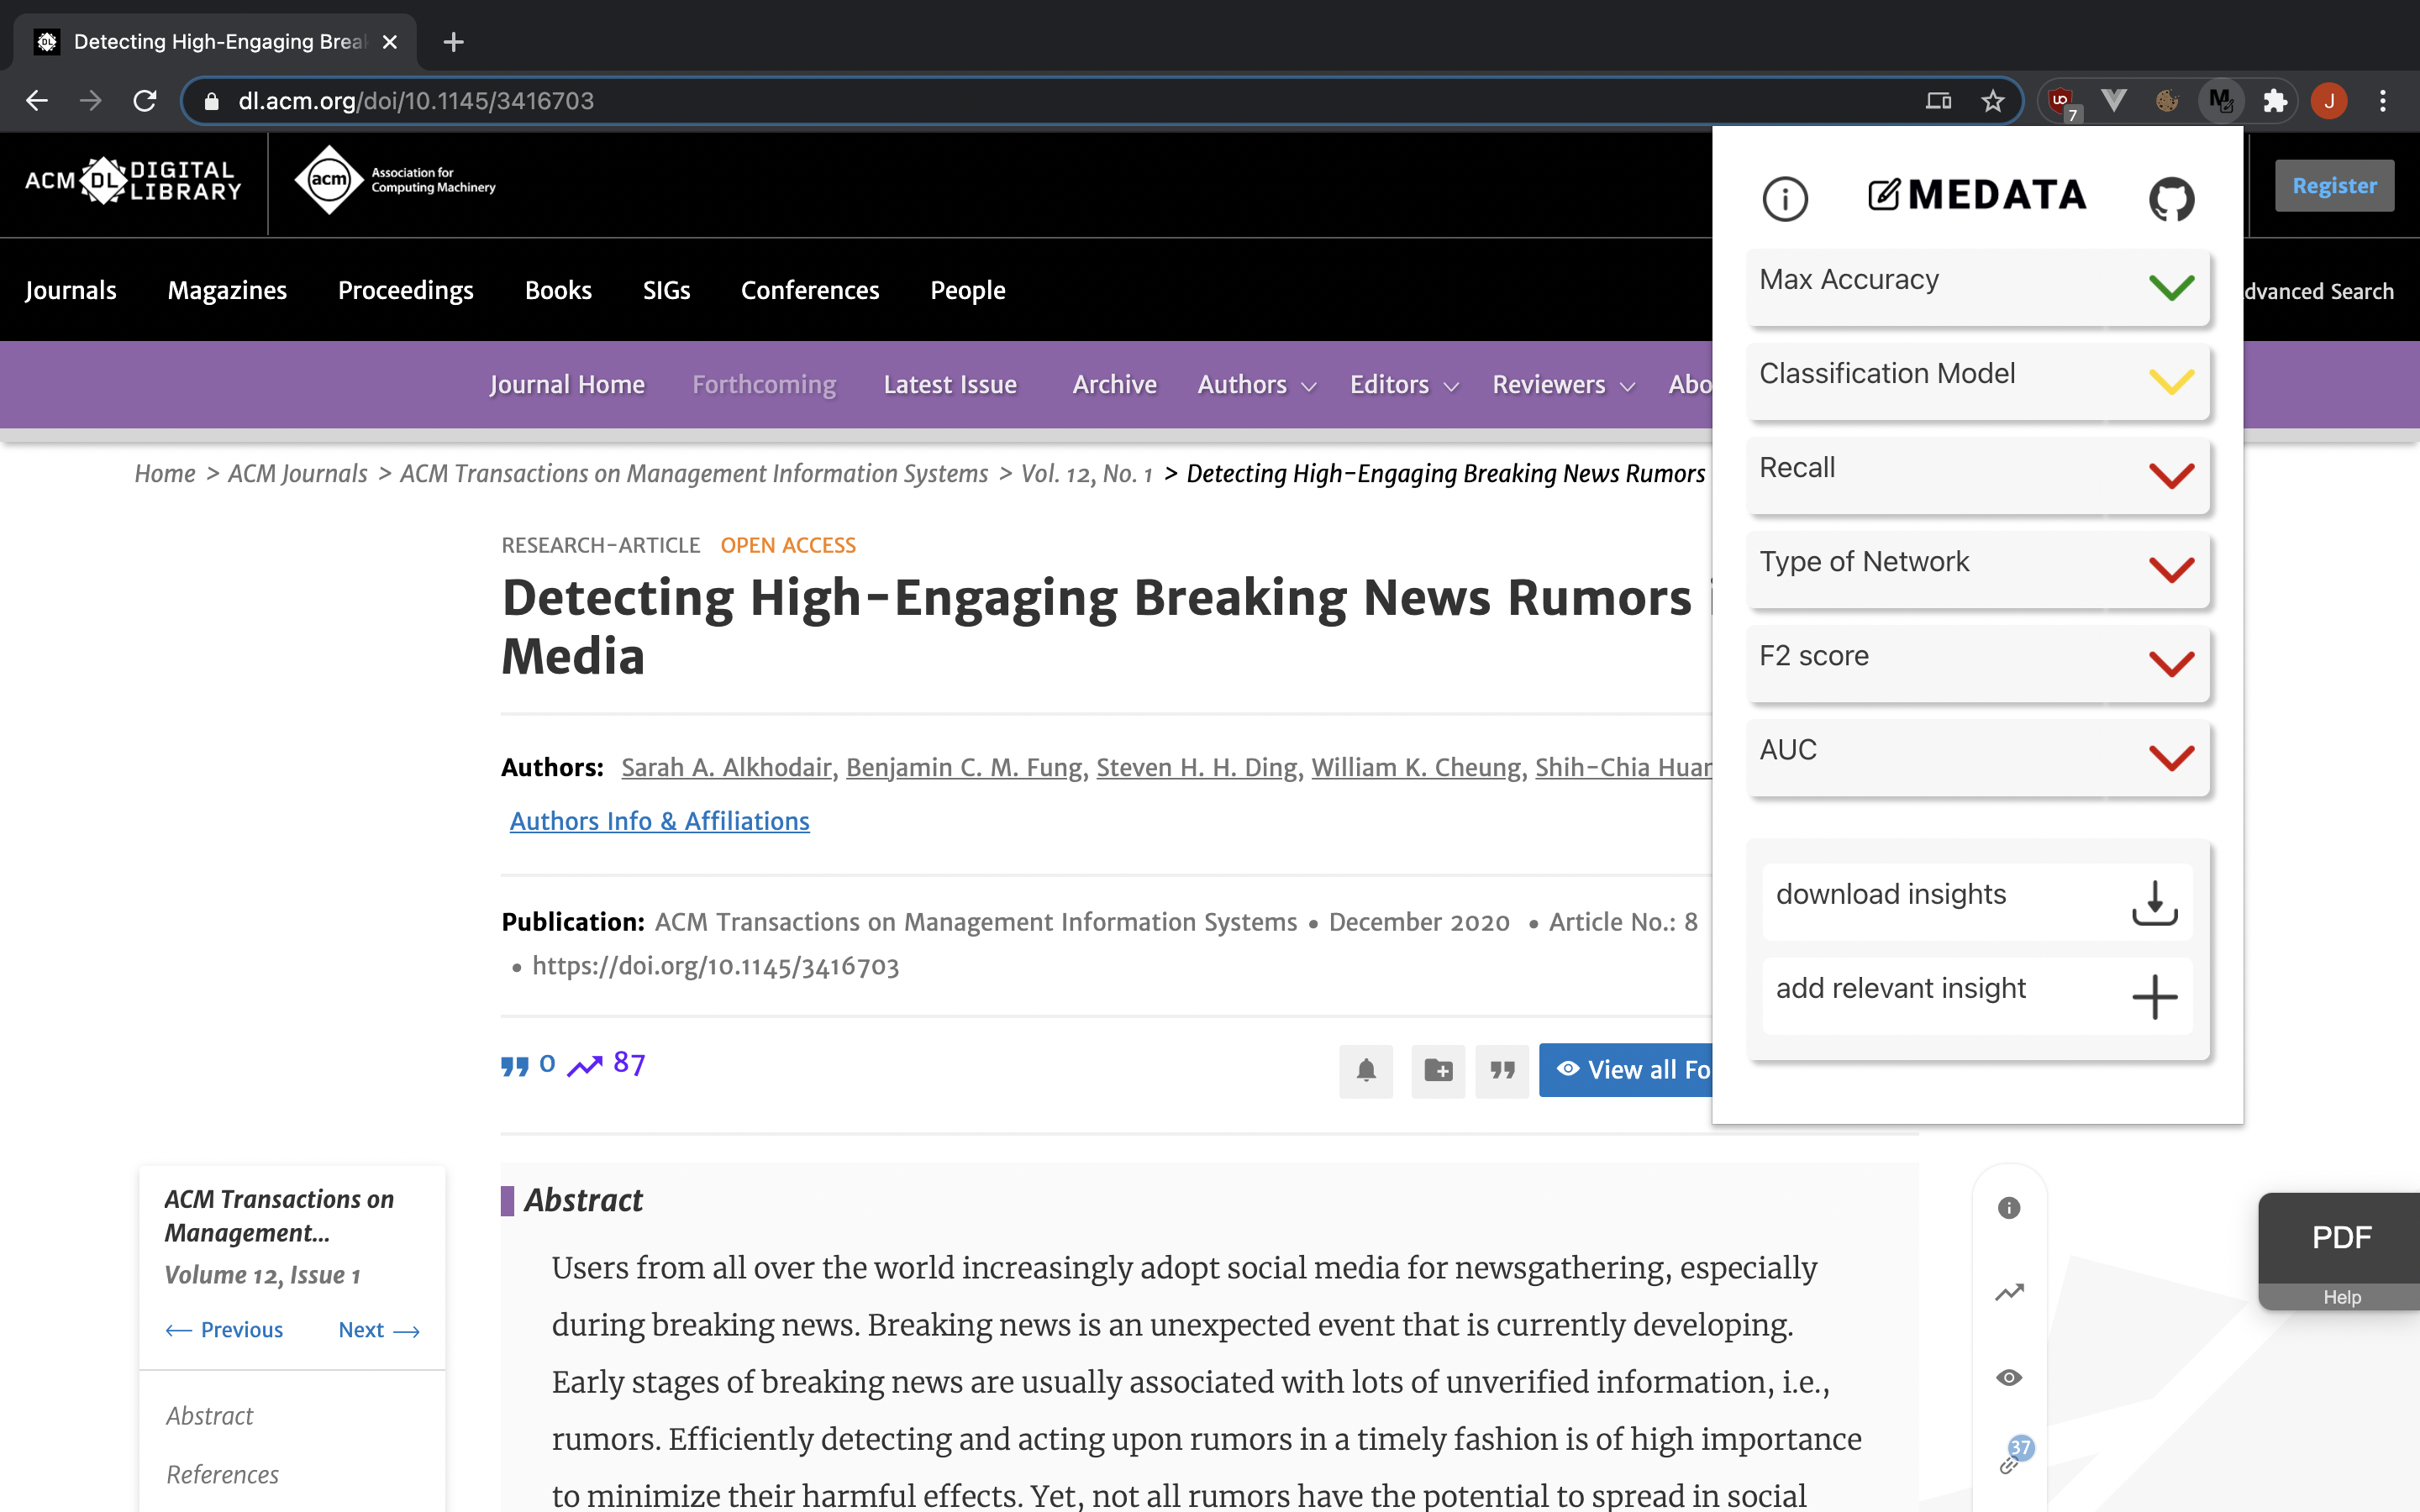 Detecting High-Engaging Brea
dl.acm.org/doi/10.1145/3416703
7
J
ACM DL DIGITAL LIBRARY
acm Association for Computing Machinery
Register
Journals Magazines Proceedings Books SIGs Conferences People
dvanced Search
Journal Home Forthcoming Latest Issue Archive Authors Editors Reviewers Abo
Home > ACM Journals > ACM Transactions on Management Information Systems > Vol. 12, No. 1 > Detecting High-Engaging Breaking News Rumors
RESEARCH-ARTICLE OPEN ACCESS
Detecting High-Engaging Breaking News Rumors
Media
Authors: Sarah A. Alkhodair, Benjamin C. M. Fung, Steven H. H. Ding, William K. Cheung, Shih-Chia Huan
Authors Info & Affiliations
Publication: ACM Transactions on Management Information Systems • December 2020 • Article No.: 8
• https://doi.org/10.1145/3416703
0 87
View all Fo
MEDATA
Max Accuracy
Classification Model
Recall
Type of Network
F2 score
AUC
download insights
add relevant insight
ACM Transactions on
Management...
Volume 12, Issue 1
Previous Next
Abstract
References
Abstract
Users from all over the world increasingly adopt social media for newsgathering, especially
during breaking news. Breaking news is an unexpected event that is currently developing.
Early stages of breaking news are usually associated with lots of unverified information, i.e.,
rumors. Efficiently detecting and acting upon rumors in a timely fashion is of high importance
to minimize their harmful effects. Yet, not all rumors have the potential to spread in social
37
PDF
Help